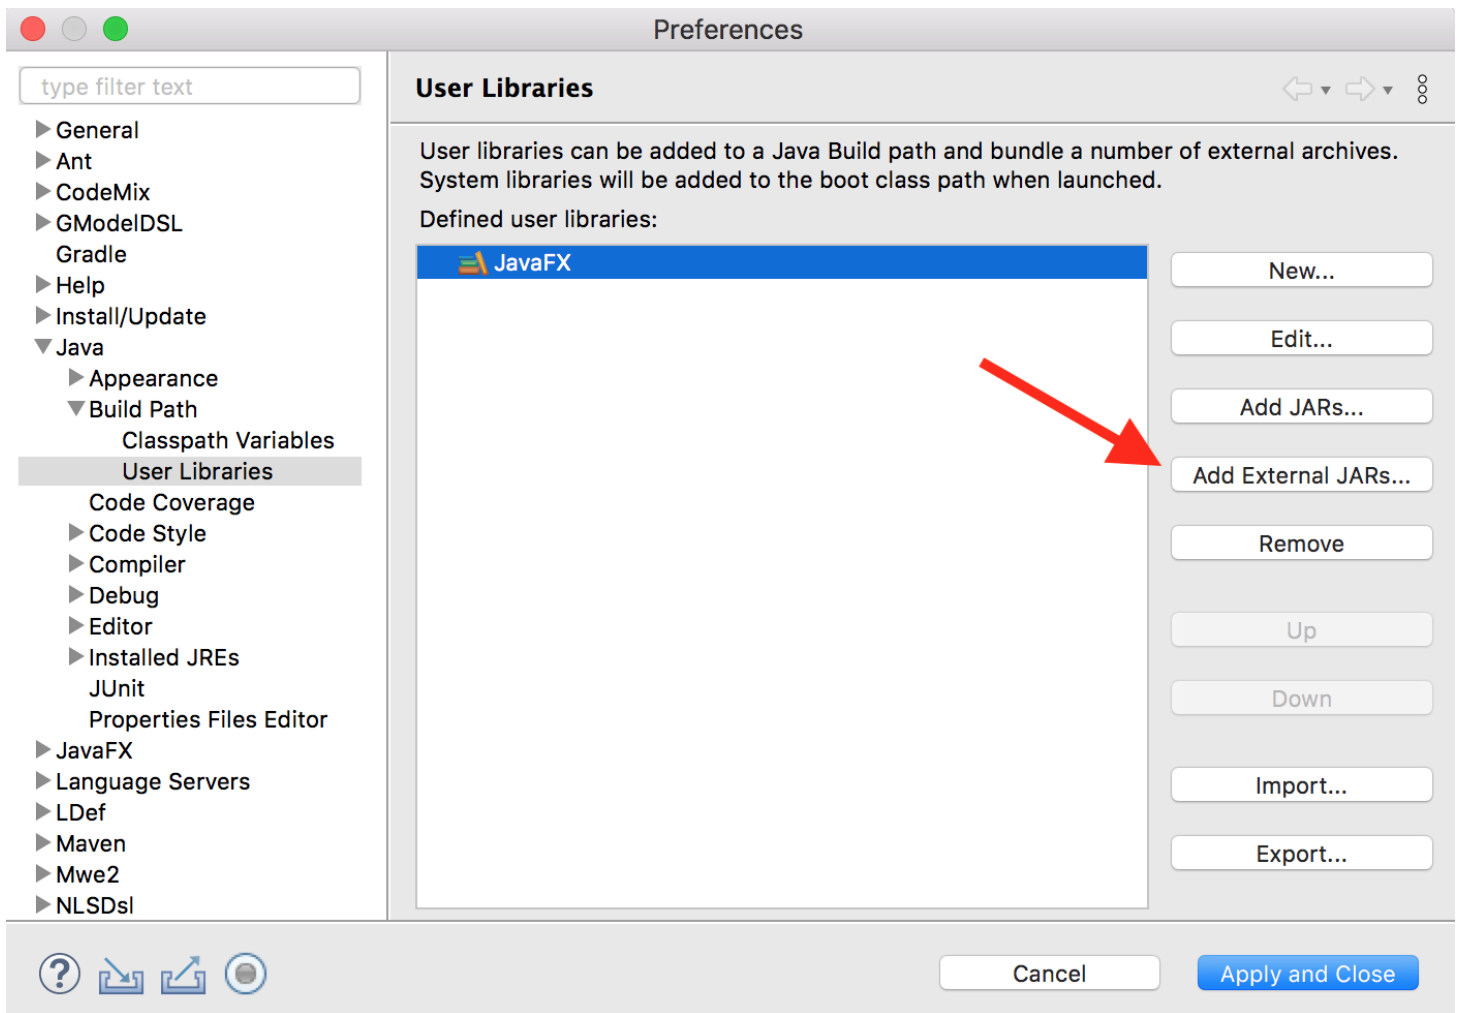 Preferences
type filter text
General
Ant
CodeMix
GModelDSL
Gradle
Help
Install/Update
Java
Appearance
Build Path
Classpath Variables
User Libraries
Code Coverage
Code Style
Compiler
Debug
Editor
Installed JREs
JUnit
Properties Files Editor
JavaFX
Language Servers
LDef
Maven
Mwe2
NLSDsl
User Libraries
User libraries can be added to a Java Build path and bundle a number of external archives.
System libraries will be added to the boot class path when launched.
Defined user libraries:
JavaFX
New...
Edit...
Add JARs...
Add External JARs...
Remove
Up
Down
Import...
Export...
?
Cancel
Apply and Close